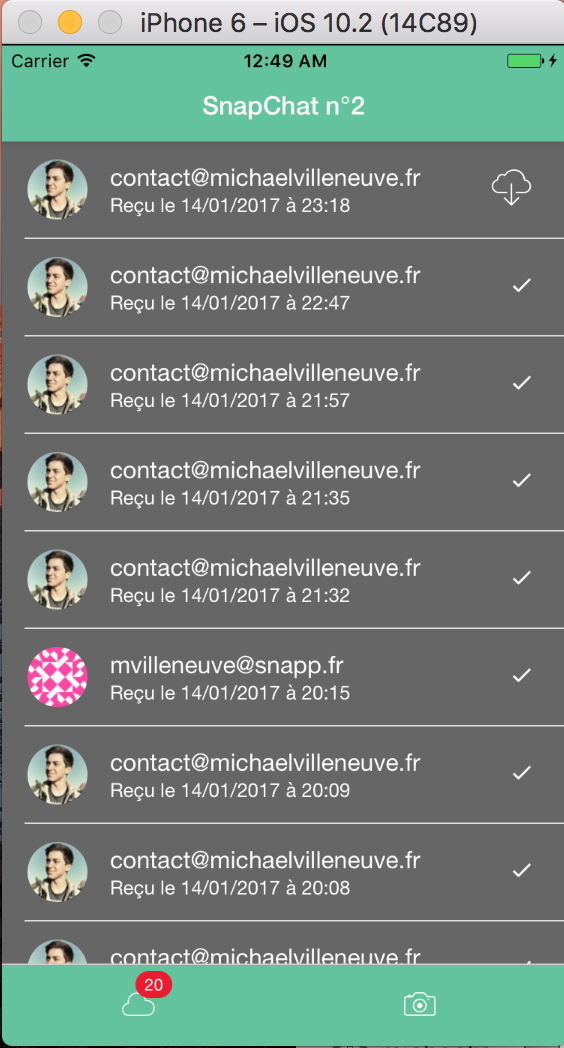 iPhone 6 – iOS 10.2 (14C89)
Carrier 12:49 AM
SnapChat n°2
contact@michaelvilleneuve.fr
Reçu le 14/01/2017 à 23:18
contact@michaelvilleneuve.fr
Reçu le 14/01/2017 à 22:47
contact@michaelvilleneuve.fr
Reçu le 14/01/2017 à 21:57
contact@michaelvilleneuve.fr
Reçu le 14/01/2017 à 21:35
contact@michaelvilleneuve.fr
Reçu le 14/01/2017 à 21:32
mvilleneuve@snapp.fr
Reçu le 14/01/2017 à 20:15
contact@michaelvilleneuve.fr
Reçu le 14/01/2017 à 20:09
contact@michaelvilleneuve.fr
Reçu le 14/01/2017 à 20:08
contact@michaelvilleneuve.fr
20